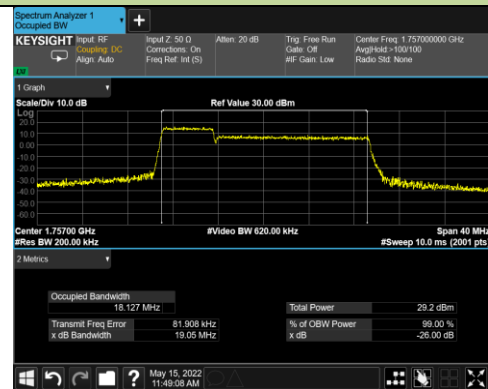 Spectrum Analyzer 1
Occupied BW
KEYSIGHT
Input: RF
Coupling: DC
Align: Auto
Input Z: 50 Ω
Corrections: On
Freq Ref: Int (S)
Atten: 20 dB
Trig: Free Run
Gate: Off
#IF Gain: Low
Center Freq: 1.757000000 GHz
Avg|Hold:>100/100
Radio Std: None
1 Graph
Scale/Div 10.0 dB
Ref Value 30.00 dBm
Log
20.0
10.0
0.00
-10.0
-20.0
-30.0
-40.0
-50.0
-60.0
Center 1.75700 GHz
#Video BW 620.00 kHz
Span 40 MHz
#Res BW 200.00 kHz
#Sweep 10.0 ms (2001 pts)
2 Metrics
Occupied Bandwidth
18.127 MHz
Total Power 29.2 dBm
Transmit Freq Error 81.908 kHz
% of OBW Power 99.00 %
x dB Bandwidth 19.05 MHz
x dB -26.00 dB
?
May 15, 2022
11:49:08 AM